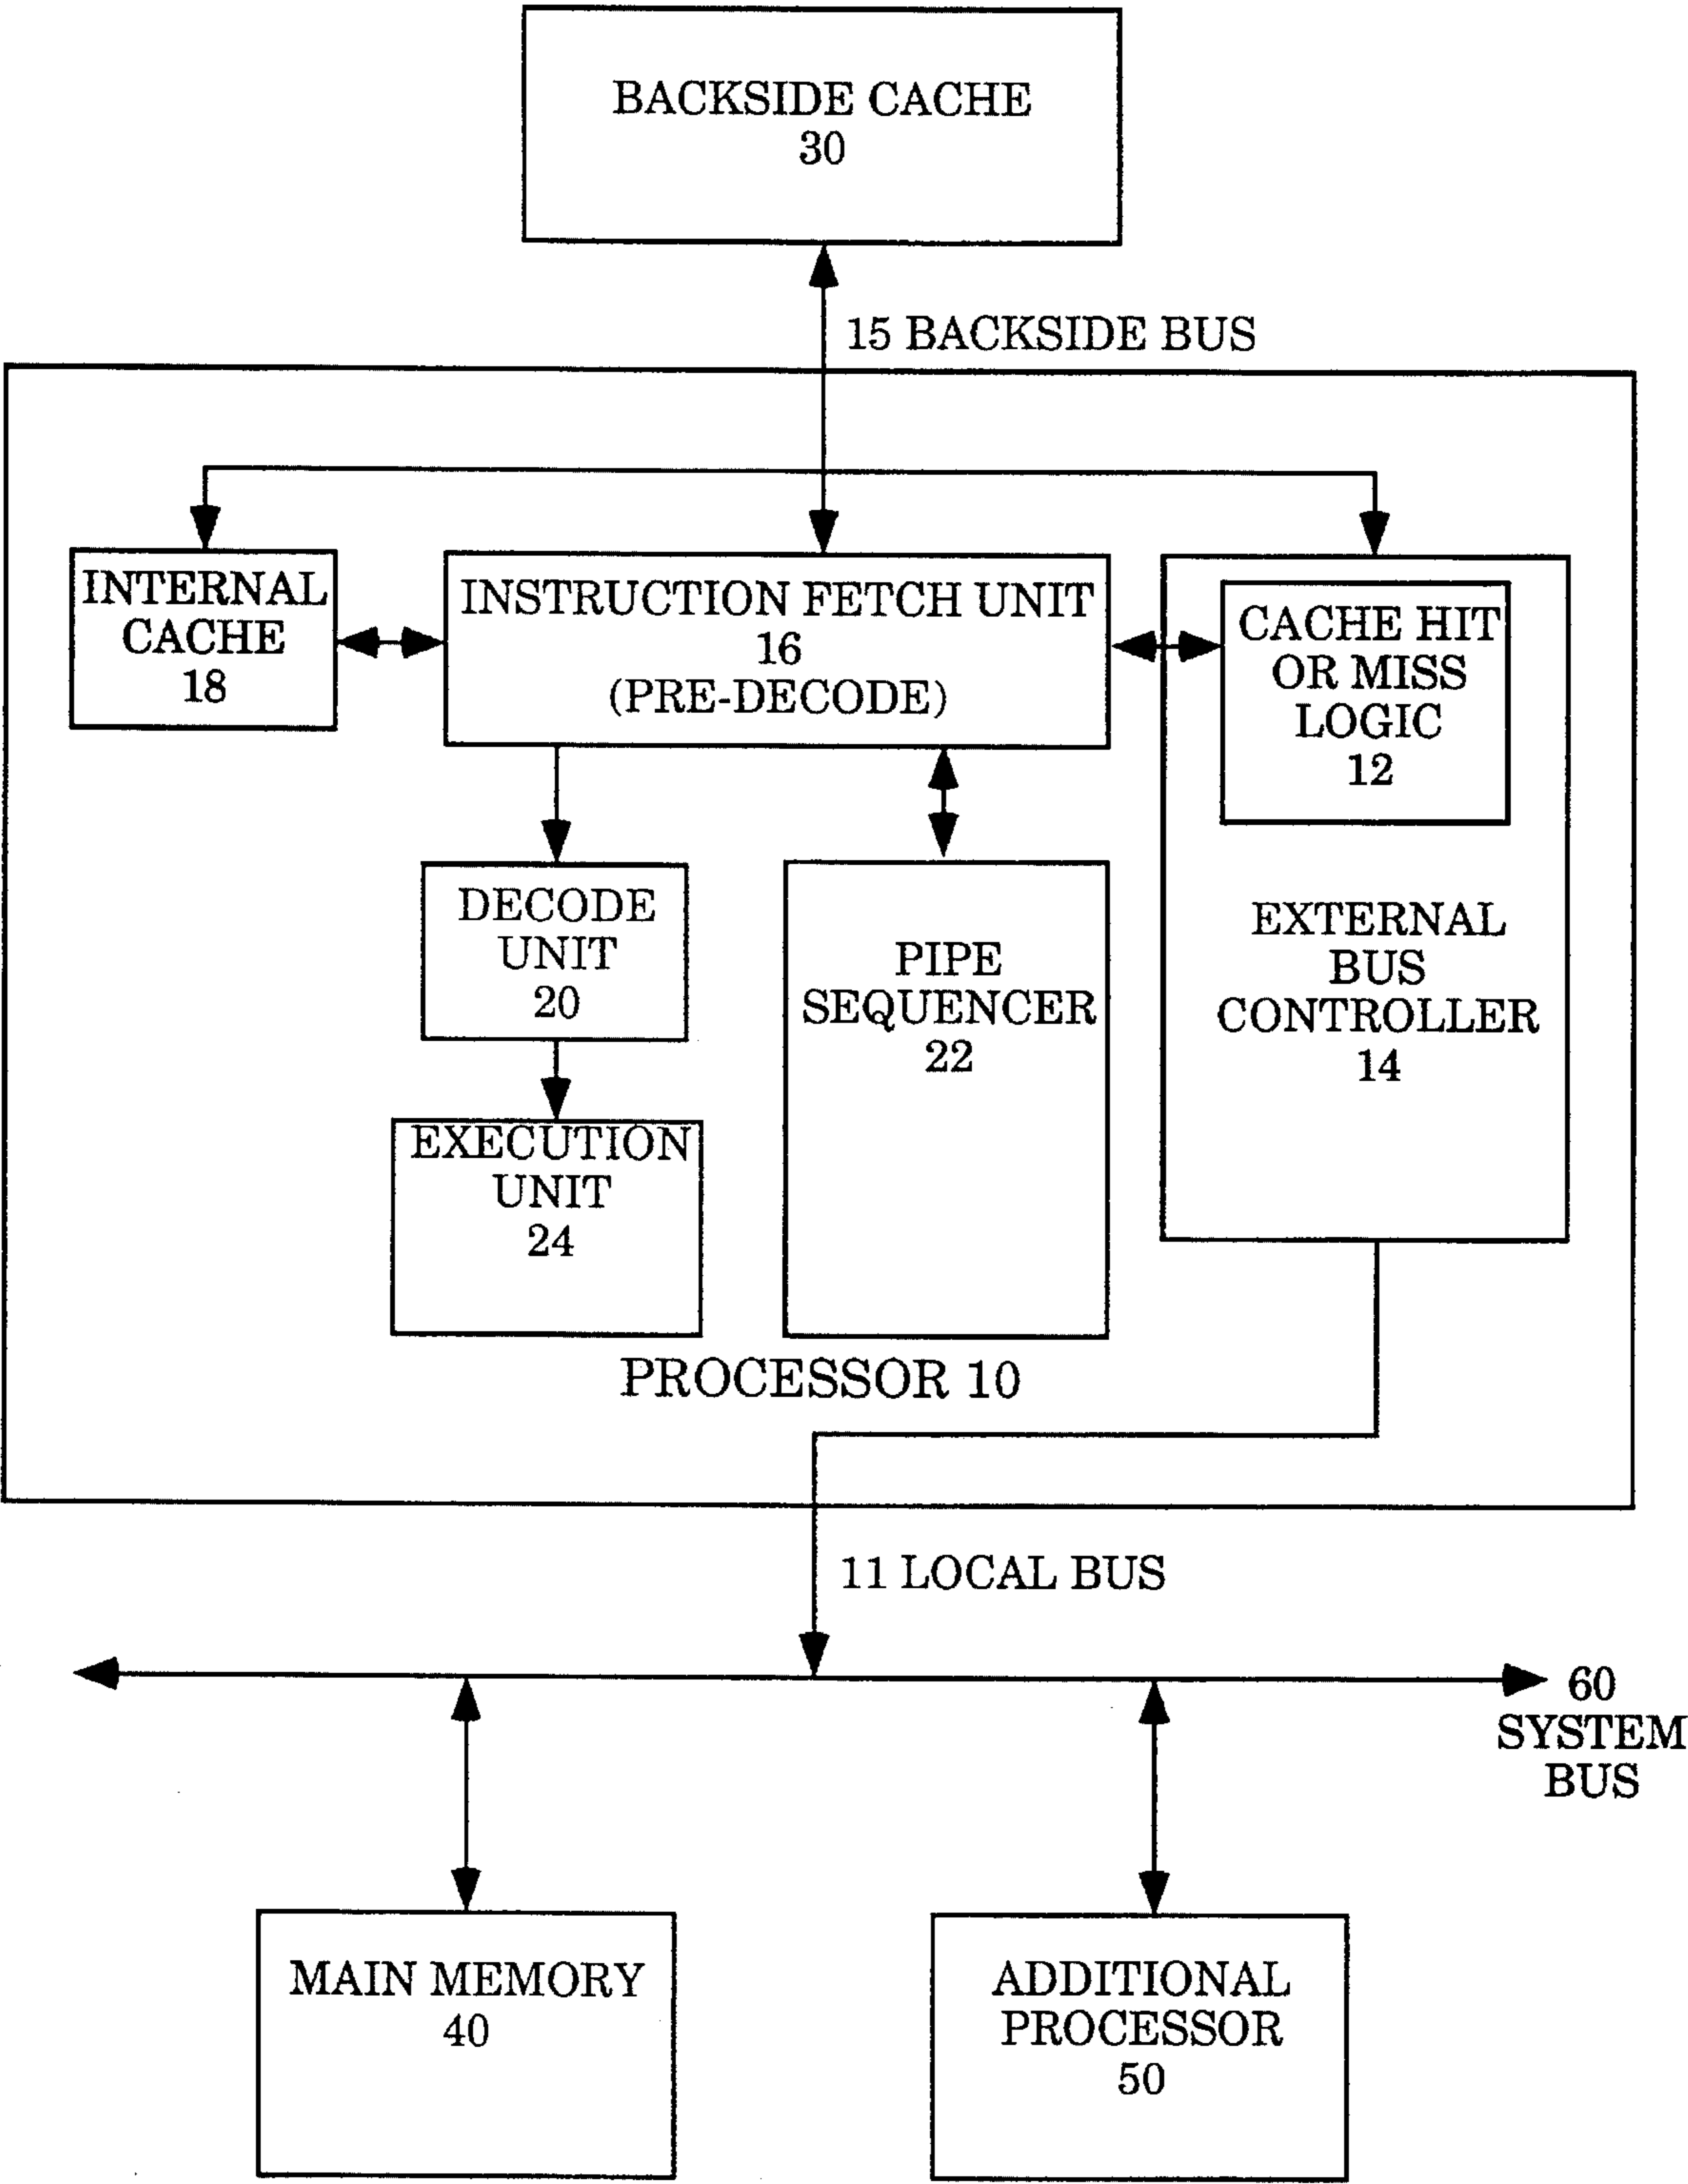 BACKSIDE CACHE
30
15 BACKSIDE BUS
INTERNAL
CACHE
18
INSTRUCTION FETCH UNIT
16
(PRE-DECODE)
CACHE HIT
OR MISS
LOGIC
12
DECODE
UNIT
20
PIPE
SEQUENCER
22
EXTERNAL
BUS
CONTROLLER
14
EXECUTION
UNIT
24
PROCESSOR 10
11 LOCAL BUS
60
SYSTEM
BUS
MAIN MEMORY
40
ADDITIONAL
PROCESSOR
50